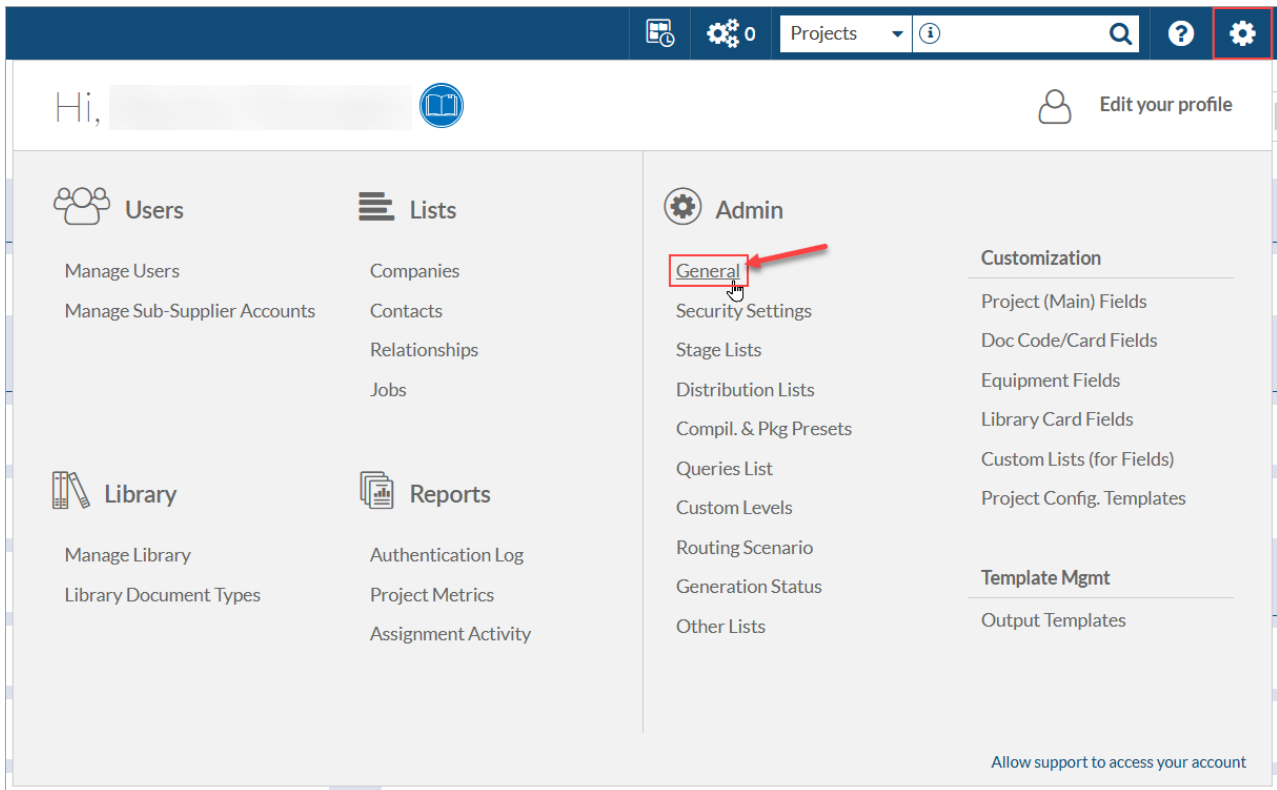 0
Projects
Hi,
Edit your profile
Users
Manage Users
Manage Sub-Supplier Accounts
Lists
Companies
Contacts
Relationships
Jobs
Library
Manage Library
Library Document Types
Reports
Authentication Log
Project Metrics
Assignment Activity
Admin
General
Security Settings
Stage Lists
Distribution Lists
Compil. & Pkg Presets
Queries List
Custom Levels
Routing Scenario
Generation Status
Other Lists
Customization
Project (Main) Fields
Doc Code/Card Fields
Equipment Fields
Library Card Fields
Custom Lists (for Fields)
Project Config. Templates
Template Mgmt
Output Templates
Allow support to access your account